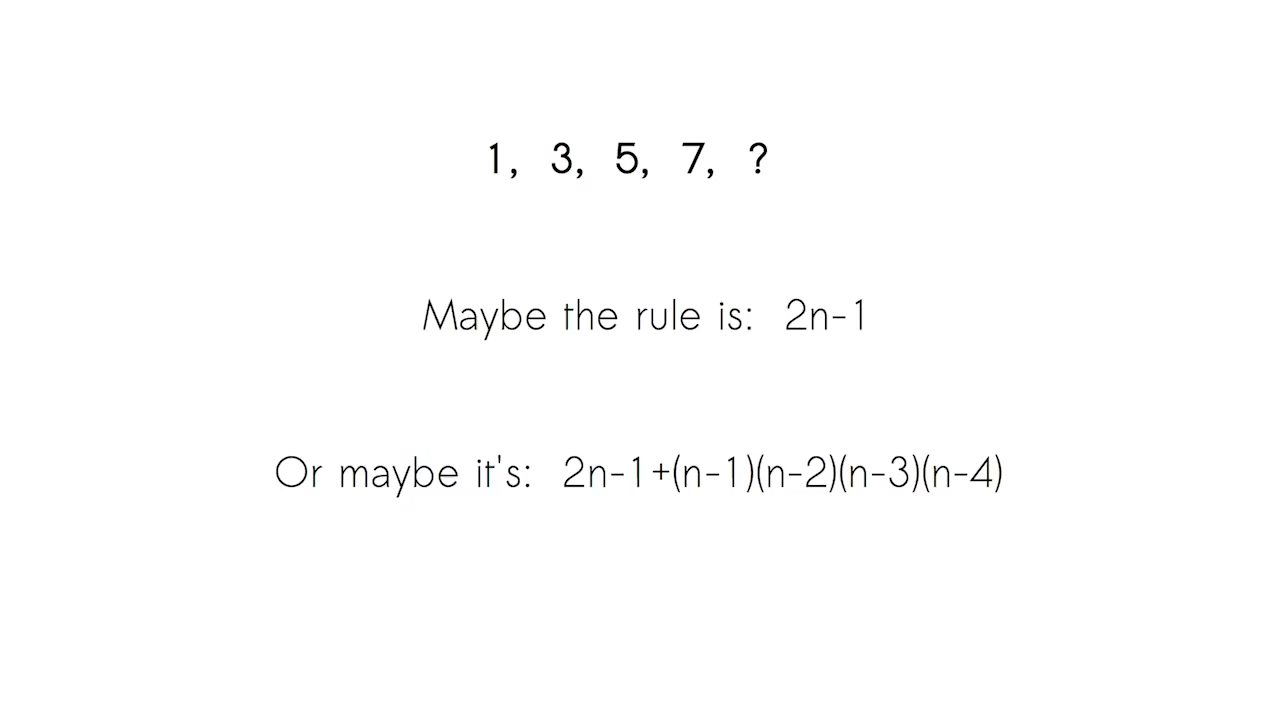 1, 3, 5, 7, ?
Maybe the rule is: 2n-1
Or maybe it's: 2n-1+(n-1)(n-2)(n-3)(n-4)